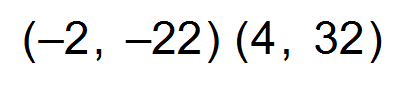 (–2, –22) (4, 32)